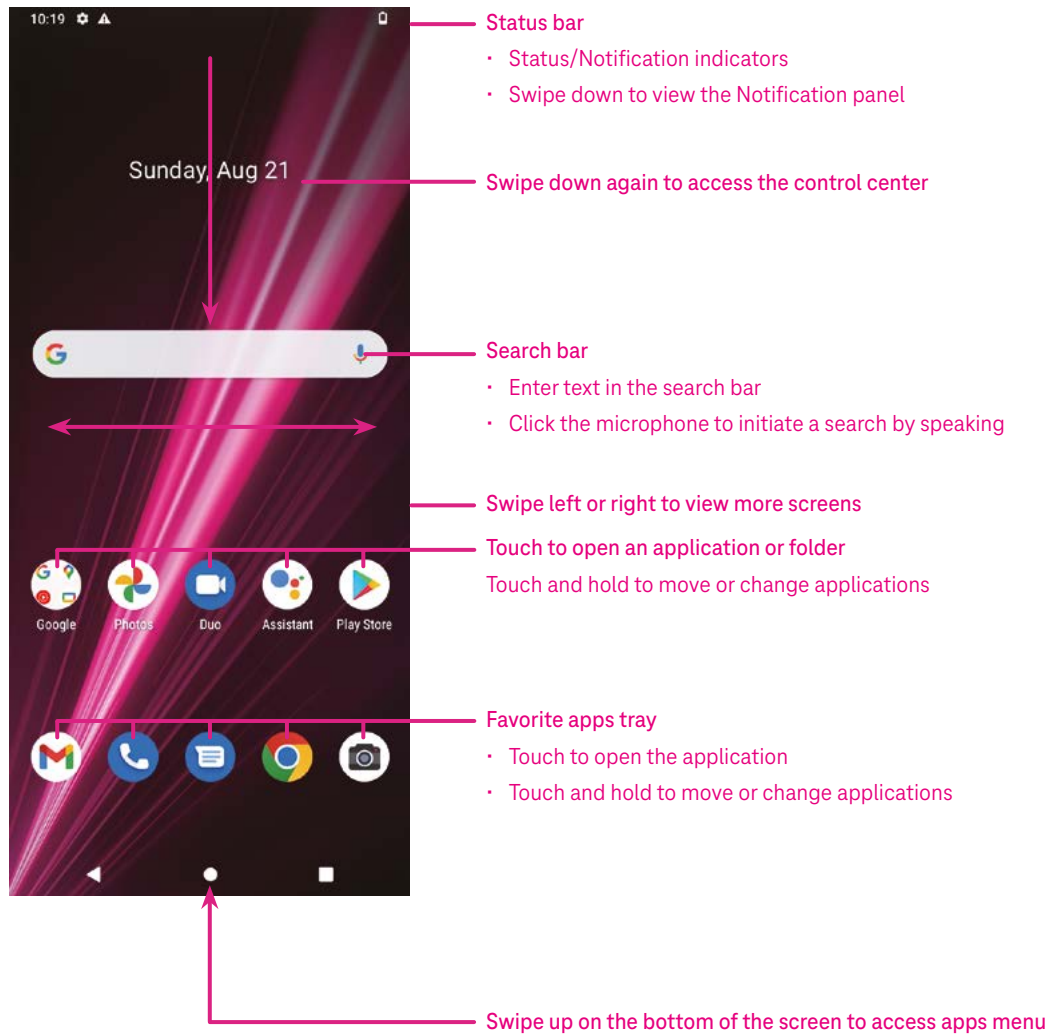 10:19
Status bar
· Status/Notification indicators
· Swipe down to view the Notification panel
Sunday, Aug 21
Swipe down again to access the control center
Search bar
· Enter text in the search bar
· Click the microphone to initiate a search by speaking
Swipe left or right to view more screens
Touch to open an application or folder
Touch and hold to move or change applications
Google Photos Duo Assistant Play Store
Favorite apps tray
· Touch to open the application
· Touch and hold to move or change applications
Swipe up on the bottom of the screen to access apps menu